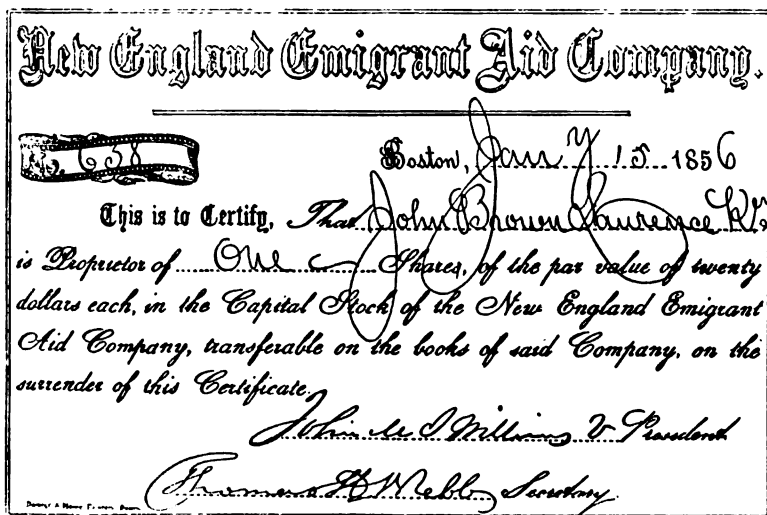 New England Emigrant Aid Company.
No. 638
Boston, Jany 15 1856
This is to Certify, That John Brown Lawrence K.T.
is Proprietor of One Shares, of the par value of twenty
dollars each, in the Capital Stock of the New England Emigrant
Aid Company, transferable on the books of said Company, on the
surrender of this Certificate.
John M S Williams V President
Thomas H Webb Secretary.